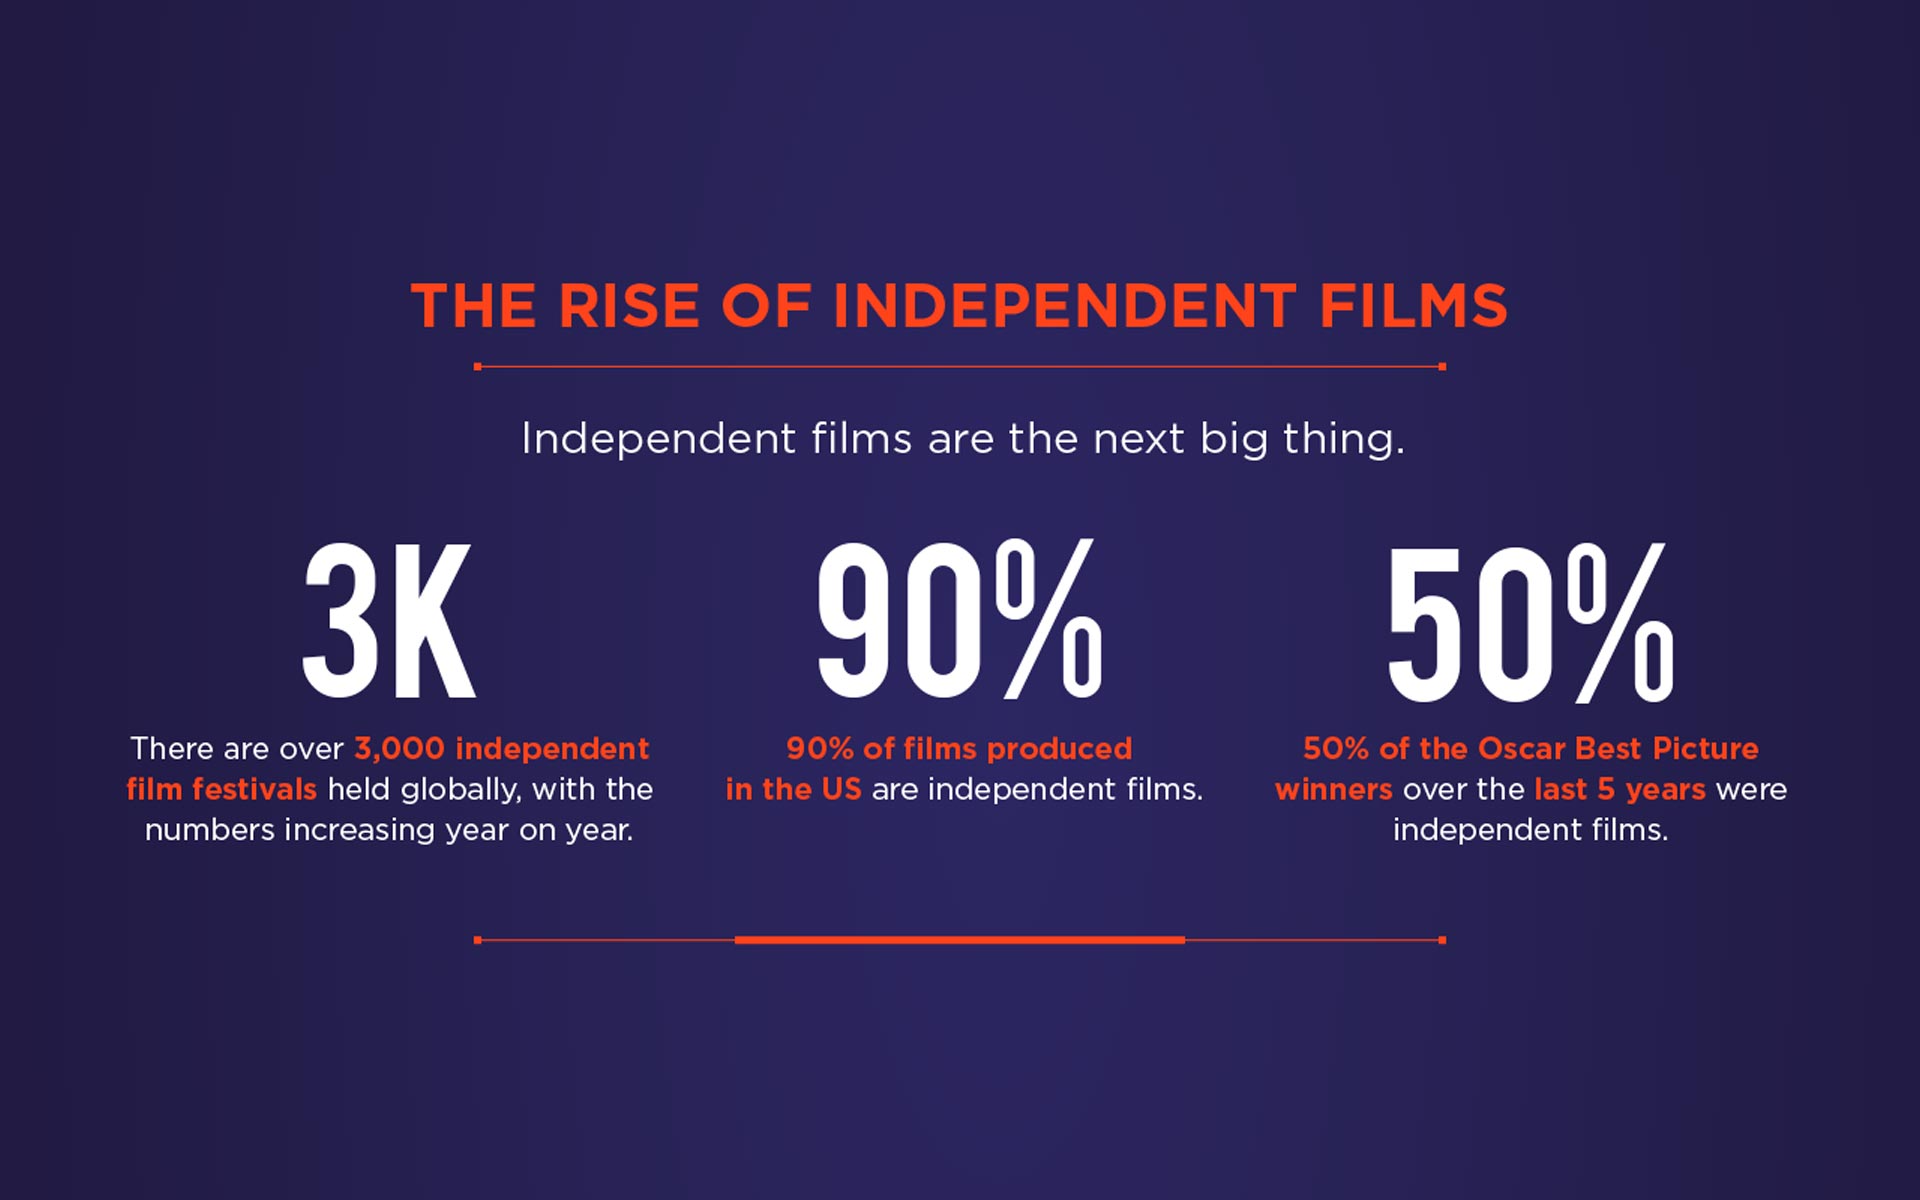 THE RISE OF INDEPENDENT FILMS
Independent films are the next big thing.
3K
There are over 3,000 independent
film festivals held globally, with the
numbers increasing year on year.
90%
90% of films produced
in the US are independent films.
50%
50% of the Oscar Best Picture
winners over the last 5 years were
independent films.